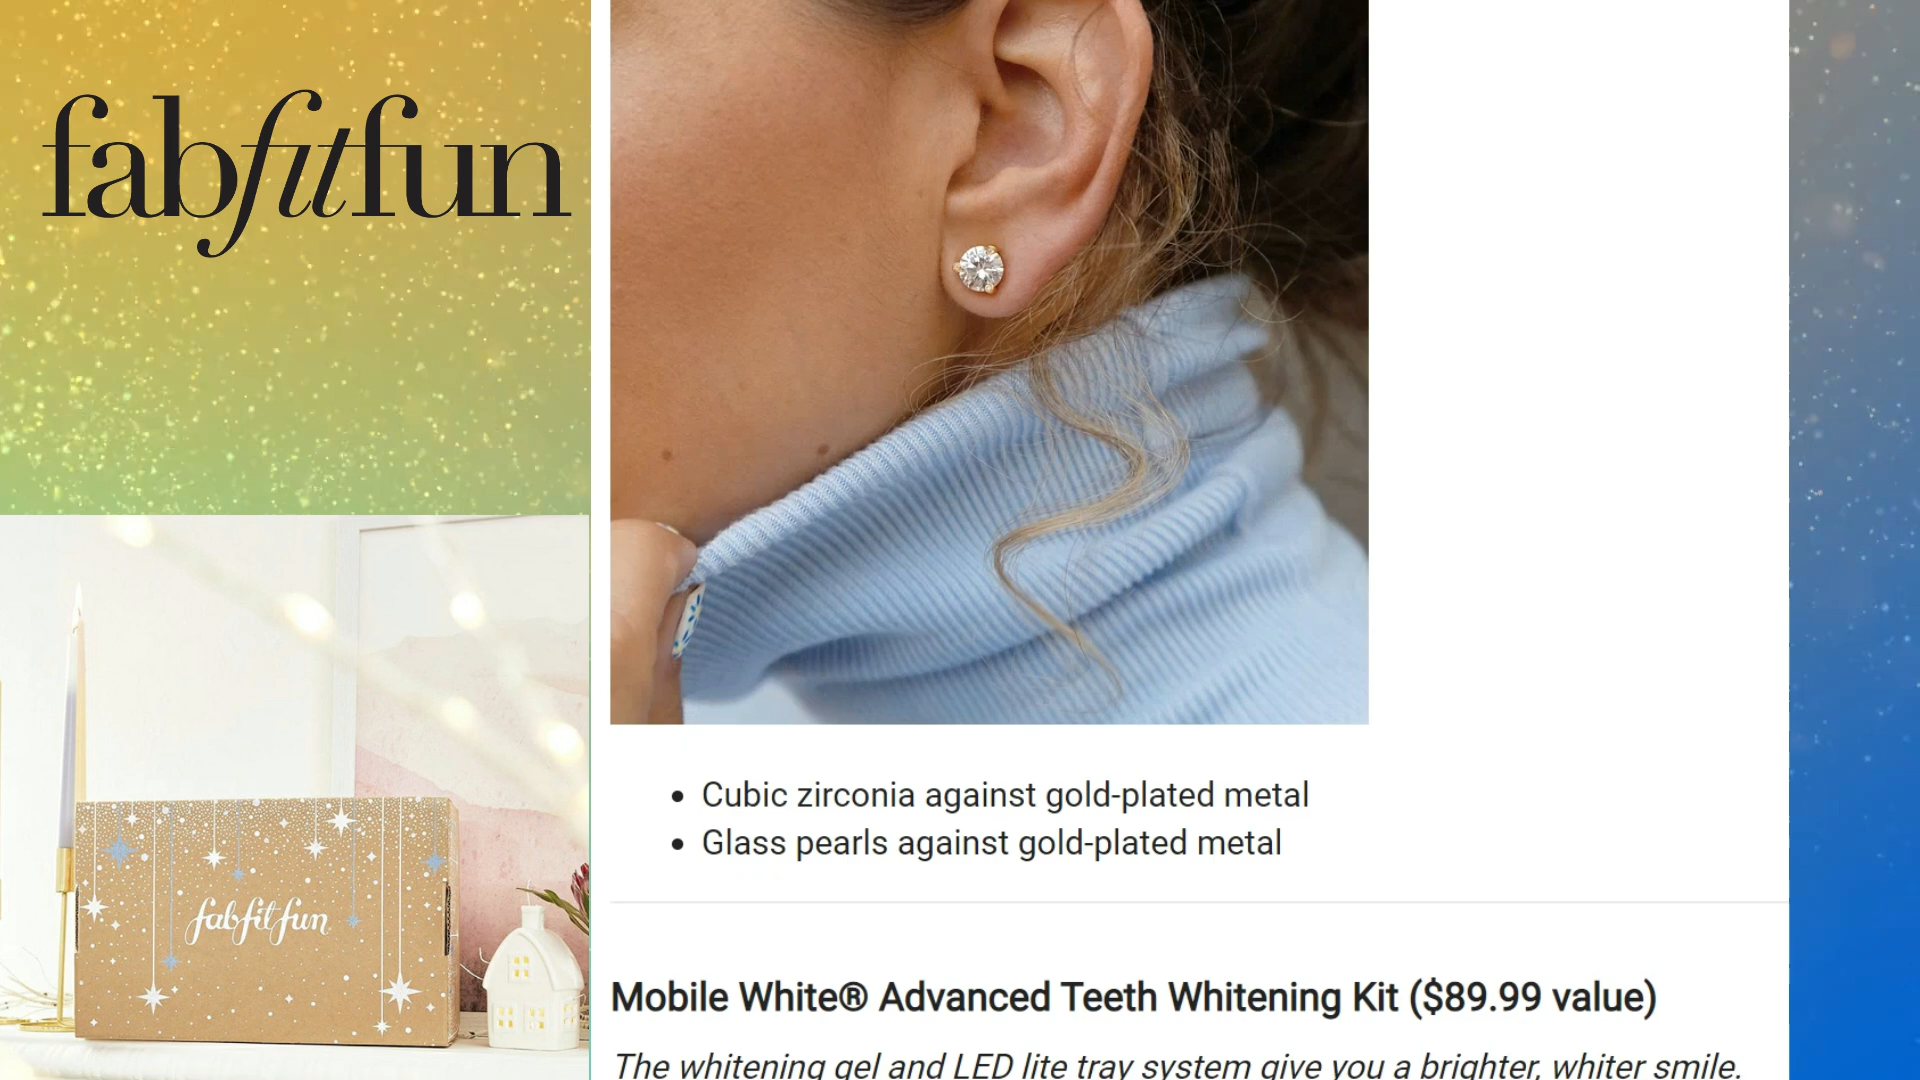 fabfitfun
fabfitfun
Cubic zirconia against gold-plated metal
Glass pearls against gold-plated metal
Mobile White® Advanced Teeth Whitening Kit ($89.99 value)
The whitening gel and LED lite tray system give you a brighter, whiter smile.